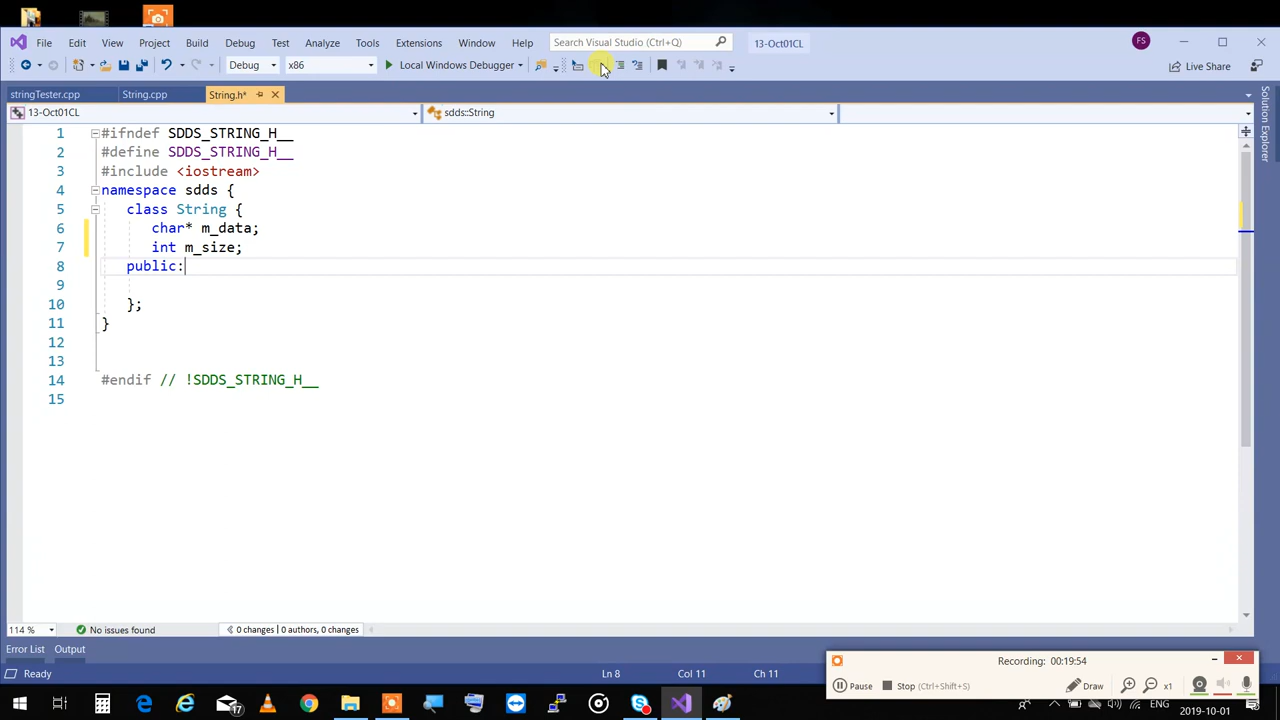 File Edit View Project Build Debug Test Analyze Tools Extensions Window Help Search Visual Studio (Ctrl+Q) 13-Oct01CL FS
Debug x86 Local Windows Debugger Live Share
stringTester.cpp String.cpp String.h*
13-Oct01CL sdds::String
Solution Explorer
1 #ifndef SDDS_STRING_H__
2 #define SDDS_STRING_H__
3 #include <iostream>
4 namespace sdds {
5 class String {
6 char* m_data;
7 int m_size;
8 public:
9
10 };
11 }
12
13
14 #endif // !SDDS_STRING_H__
15
114 % No issues found 0 changes | 0 authors, 0 changes
Error List Output
Ready Ln 8 Col 11 Ch 11
Recording: 00:19:54
Pause Stop (Ctrl+Shift+S) Draw x1
17 ENG 2019-10-01